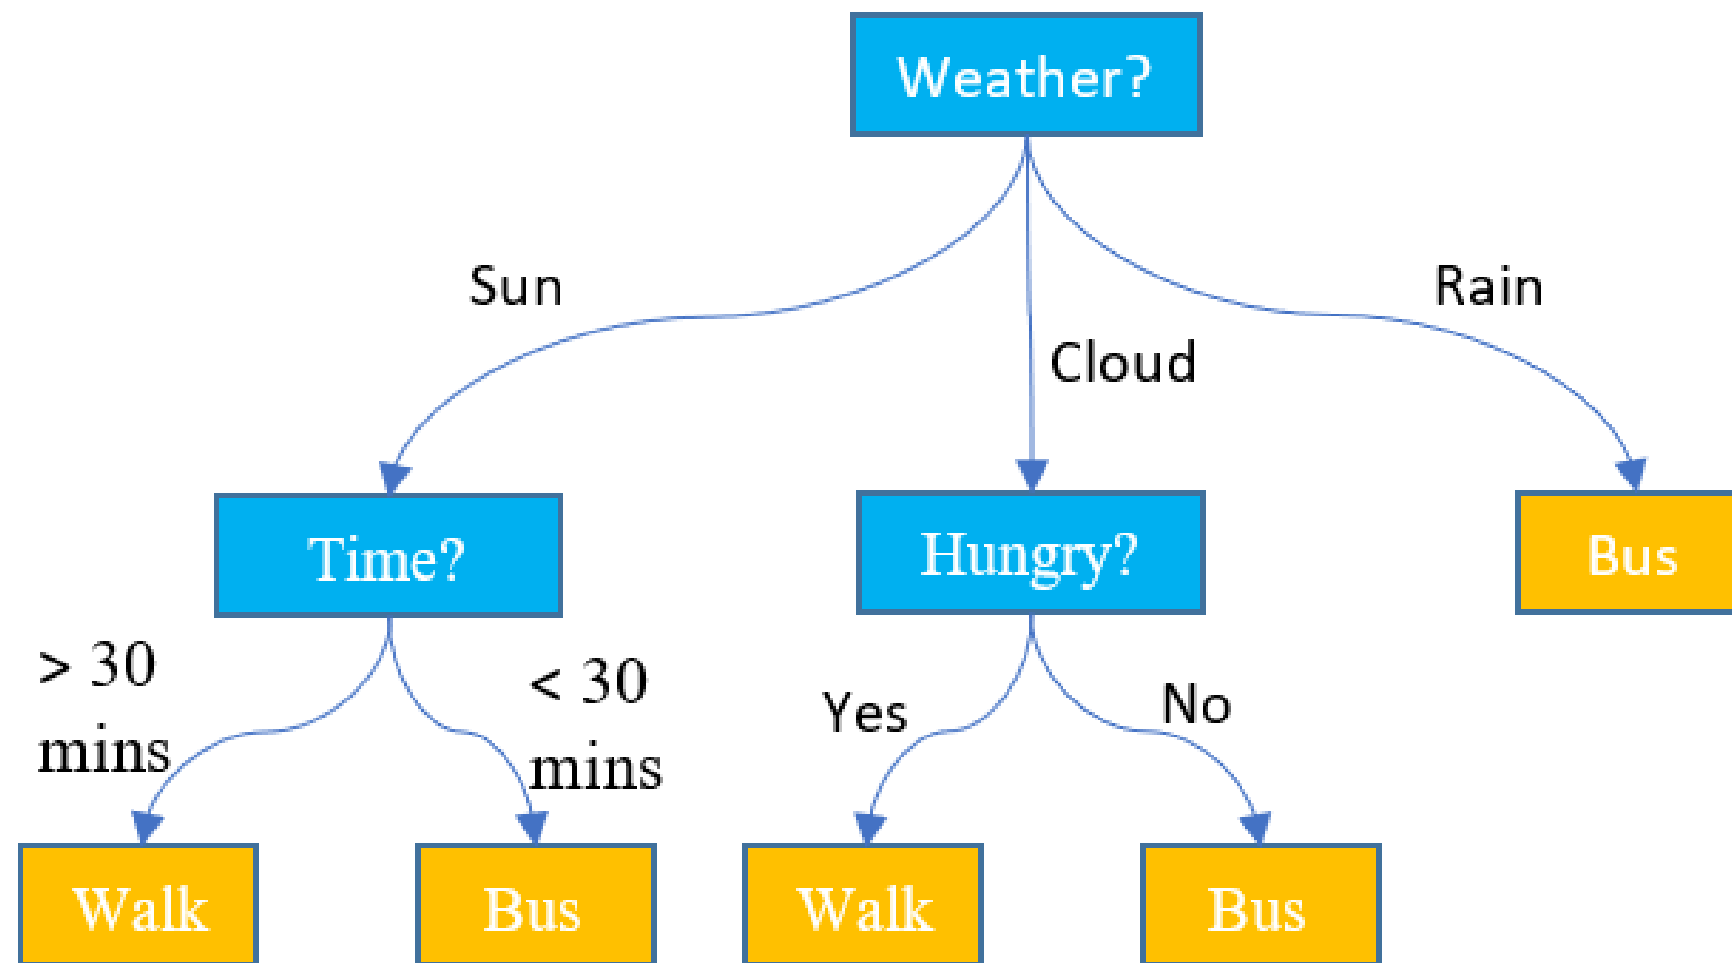 Weather?
Sun
Cloud
Rain
Time?
Hungry?
Bus
> 30
mins
< 30
mins
Yes
No
Walk
Bus
Walk
Bus